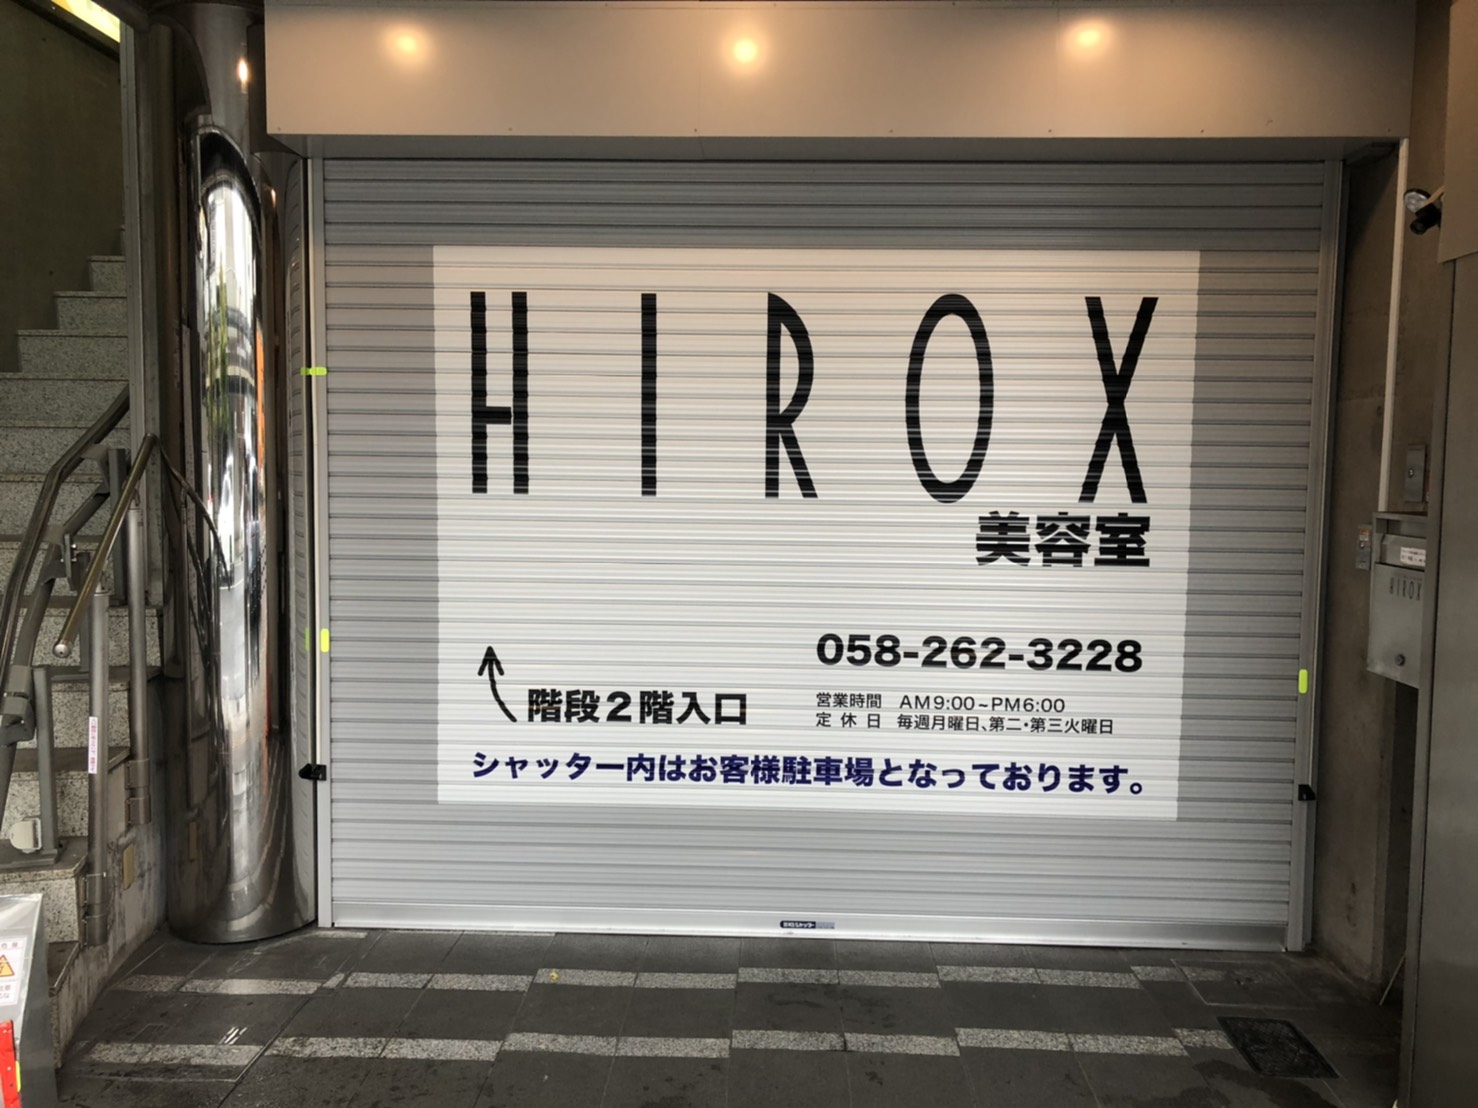 HIROX
美容室
058-262-3228
階段2階入口
営業時間 AM9:00~PM6:00
定休日 毎週月曜日、第二・第三火曜日
シャッター内はお客様駐車場となっております。
HIROX